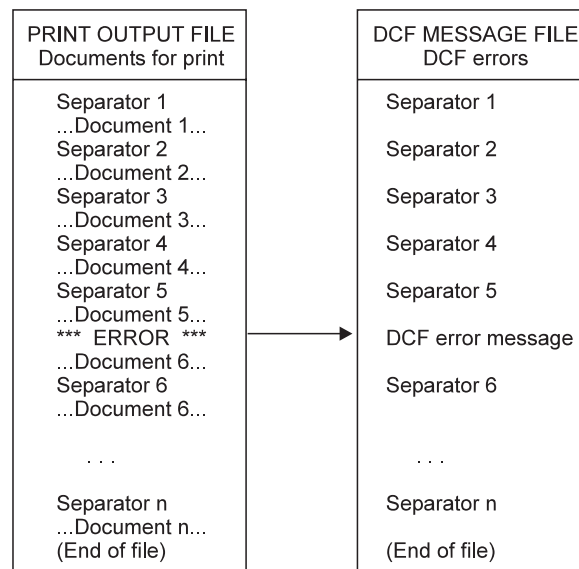 PRINT OUTPUT FILE
Documents for print
Separator 1
...Document 1...
Separator 2
...Document 2...
Separator 3
...Document 3...
Separator 4
...Document 4...
Separator 5
...Document 5...
*** ERROR ***
...Document 6...
Separator 6
...Document 6...
. . .
Separator n
...Document n...
(End of file)
DCF MESSAGE FILE
DCF errors
Separator 1
Separator 2
Separator 3
Separator 4
Separator 5
DCF error message
Separator 6
. . .
Separator n
(End of file)